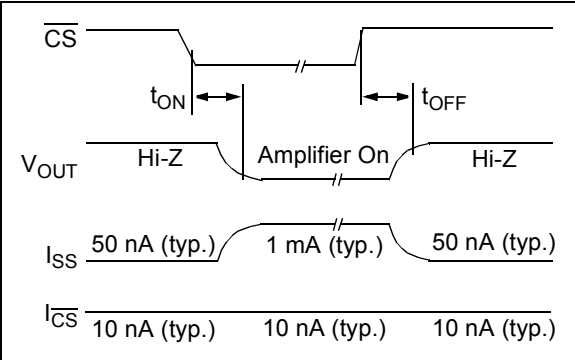 CS
tON
tOFF
VOUT
Hi-Z
Amplifier On
Hi-Z
ISS
50 nA (typ.)
1 mA (typ.)
50 nA (typ.)
ICS
10 nA (typ.)
10 nA (typ.)
10 nA (typ.)